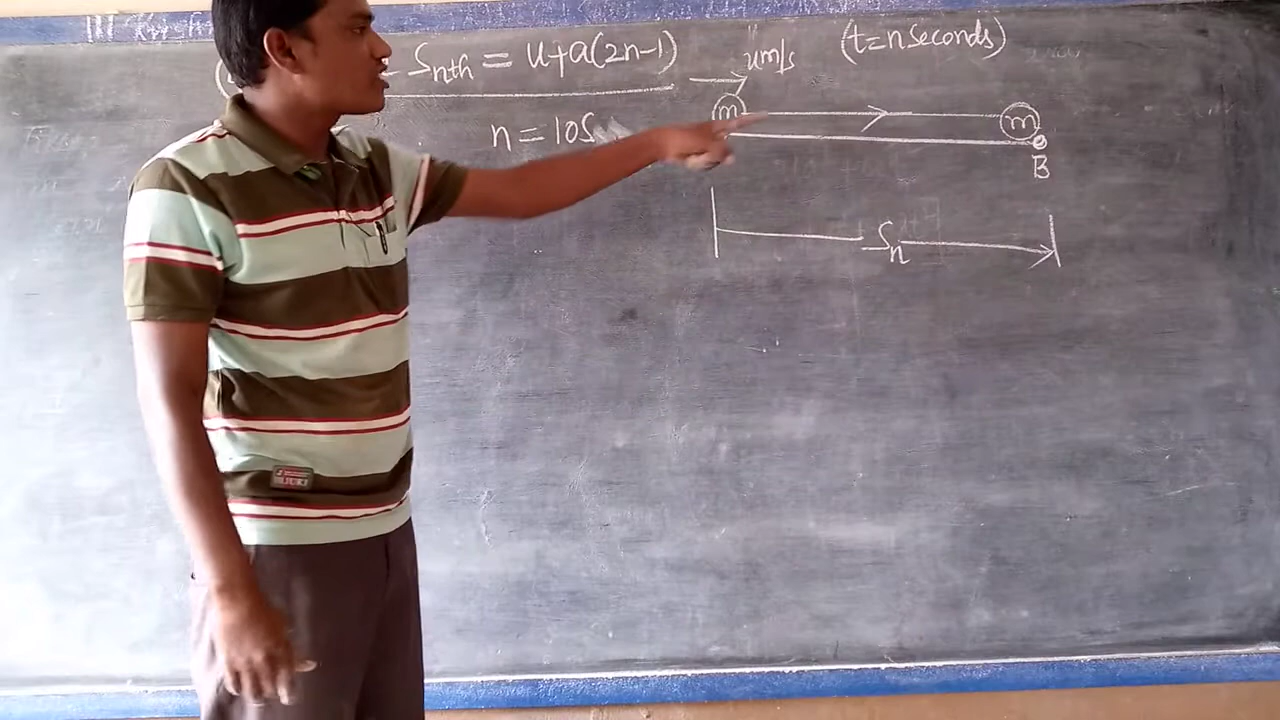 Snth = u+a(2n-1)
u m/s
(t=n seconds)
m
m
n = 10S
B
Sn